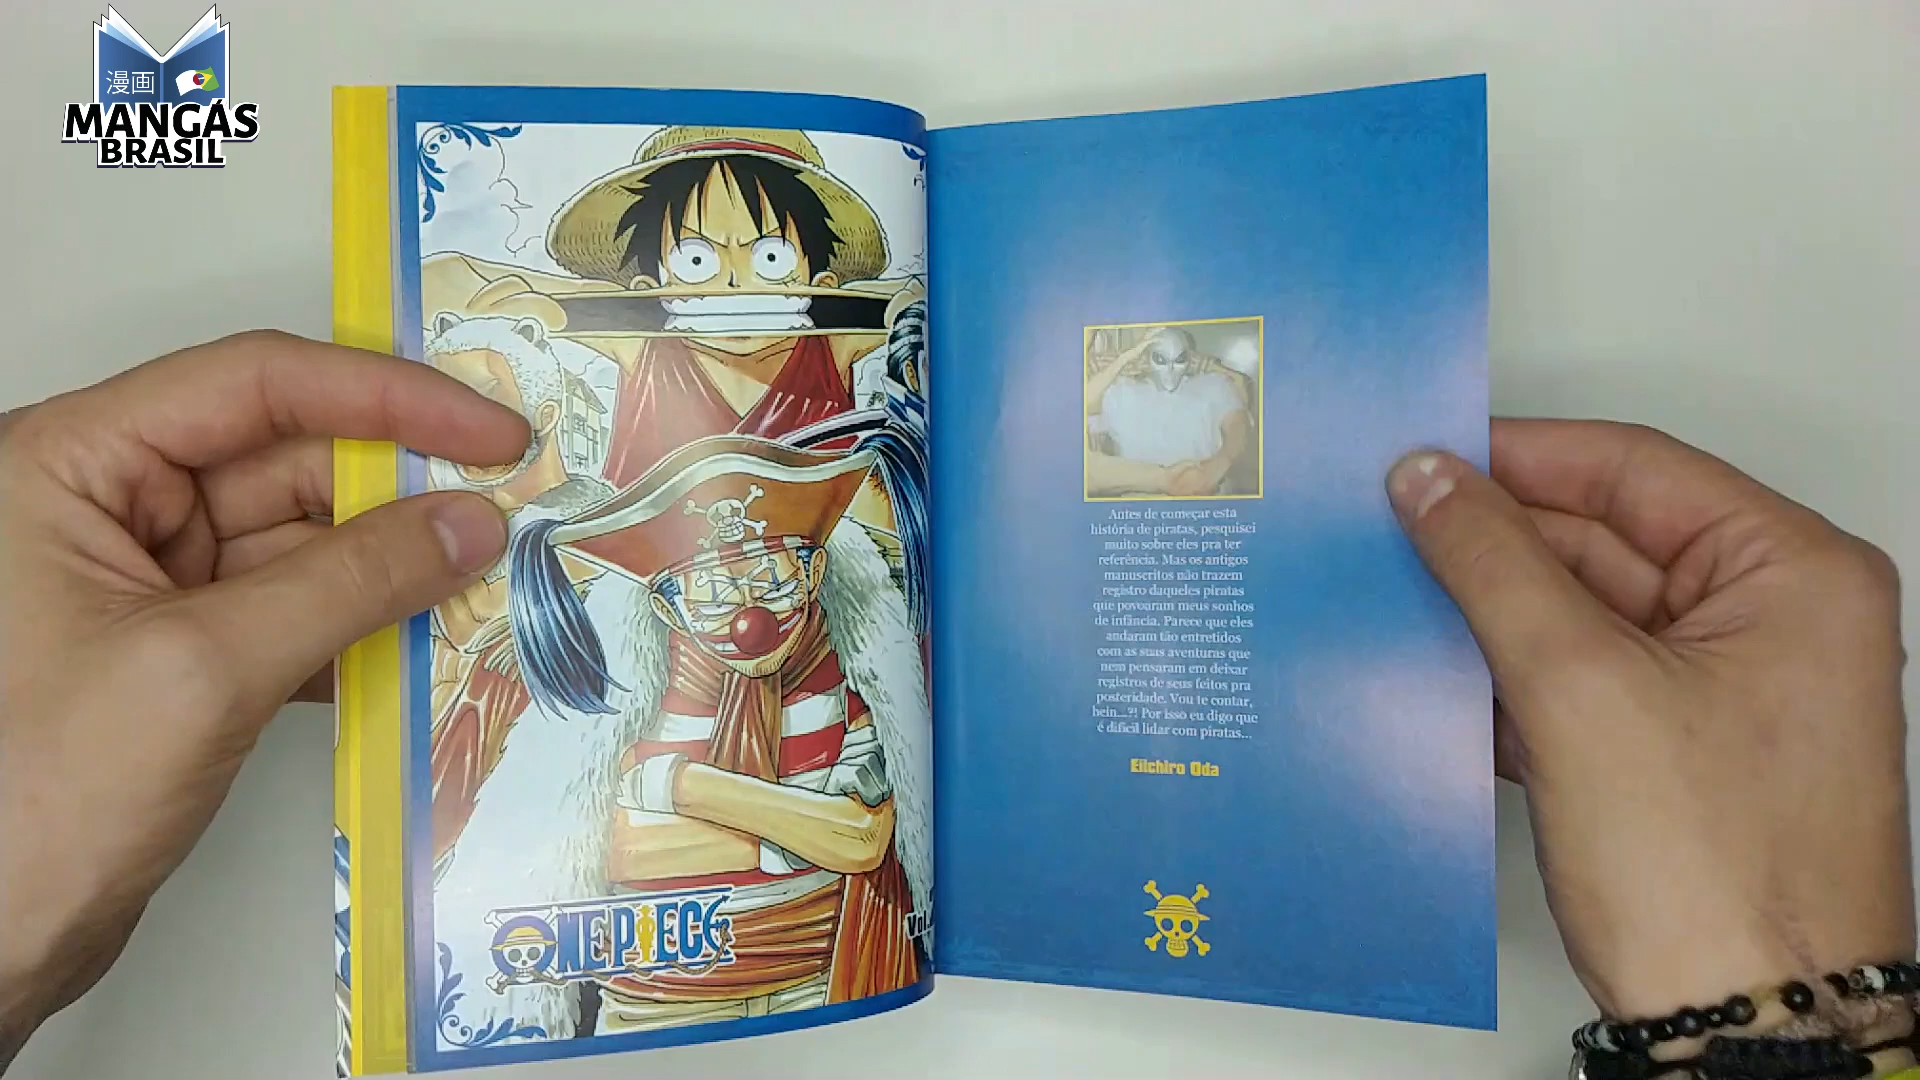 漫画
MANGÁS
BRASIL
ONE PIECE
Vol.
Antes de começar esta
história de piratas, pesquisei
muito sobre eles pra ter
referência. Mas os antigos
manuscritos não trazem
registro daqueles piratas
que povoaram meus sonhos
de infância. Parece que eles
andaram tão entretidos
com as suas aventuras que
nem pensaram em deixar
registros de seus feitos pra
posteridade. Vou te contar,
hein...?! Por isso eu digo que
é difícil lidar com piratas...
Eiichiro Oda